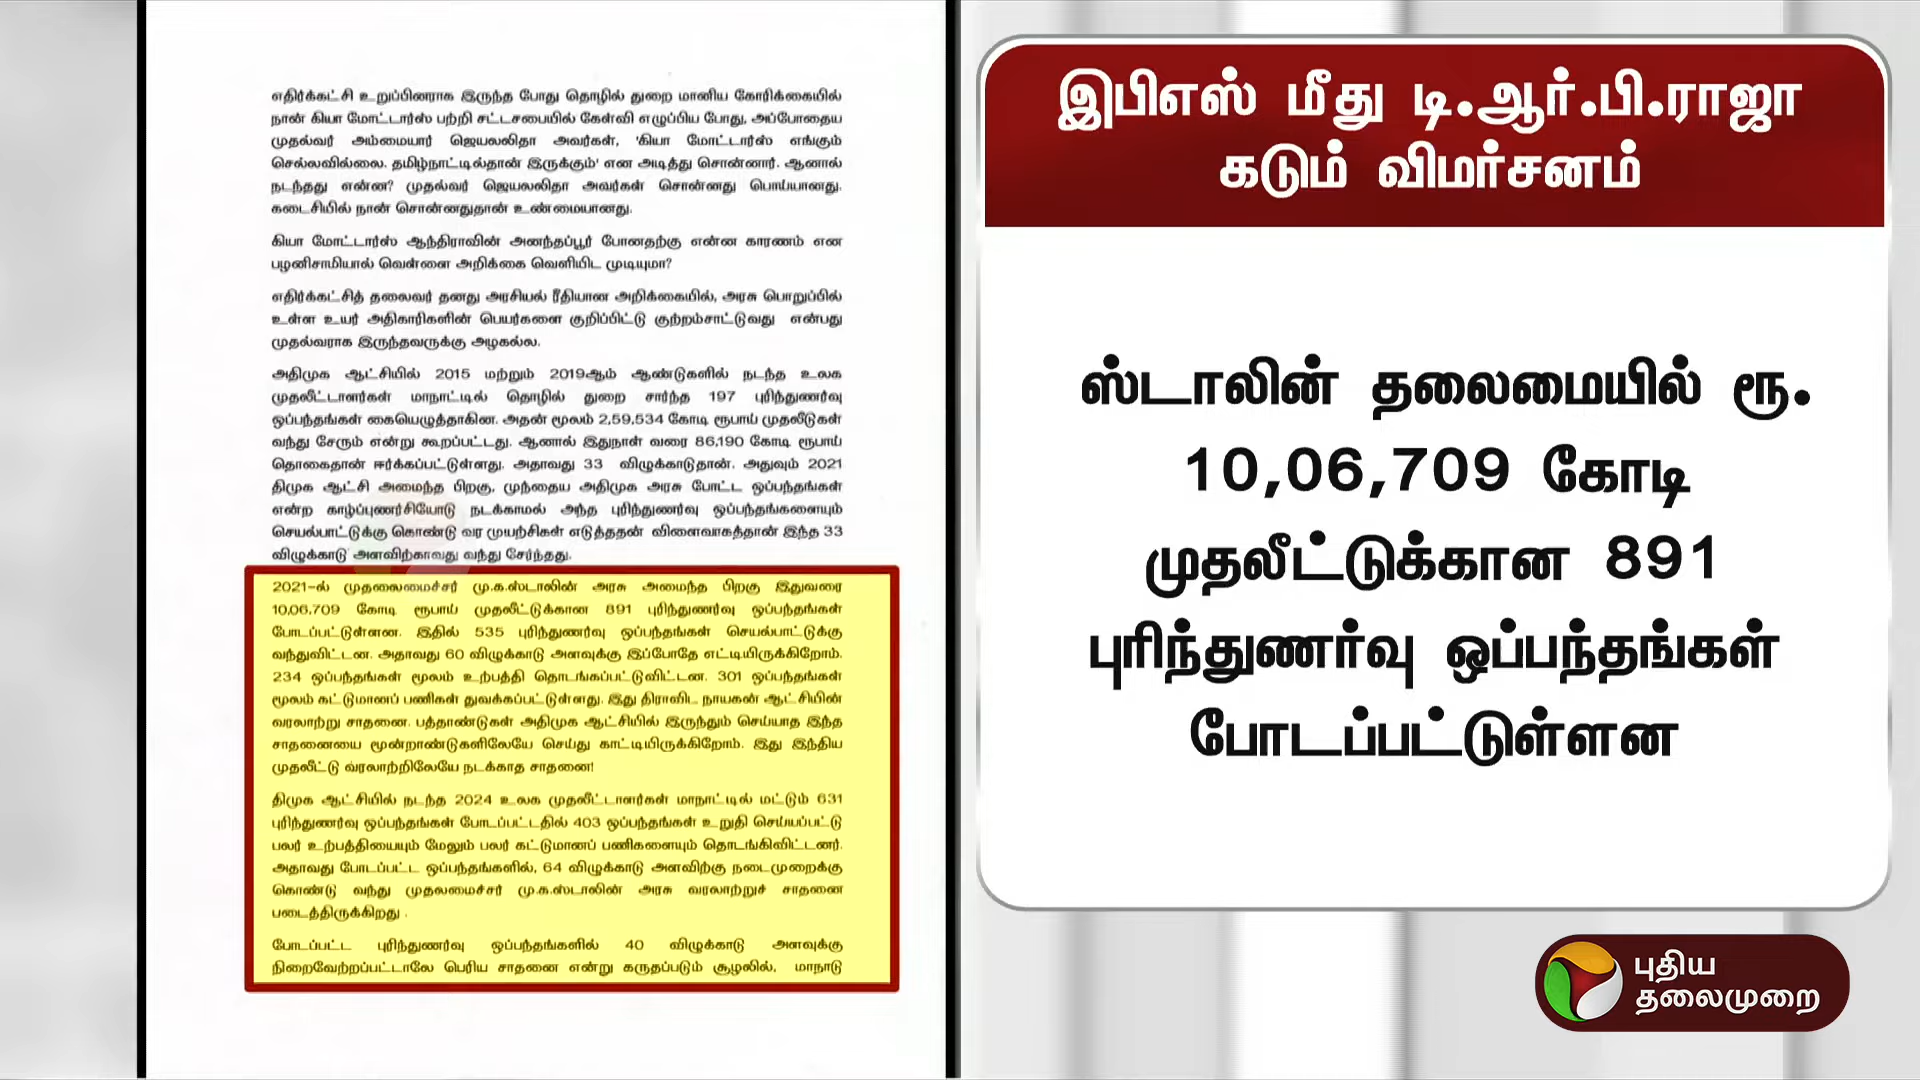 எதிர்க்கட்சி உறுப்பினராக இருந்த போது தொழில் துறை மானிய கோரிக்கையில்
நான் கியா மோட்டார்ஸ் பற்றி சட்டசபையில் கேள்வி எழுப்பிய போது, அப்போதைய
முதல்வர் அம்மையார் ஜெயலலிதா அவர்கள், 'கியா மோட்டார்ஸ் எங்கும்
செல்லவில்லை. தமிழ்நாட்டில்தான் இருக்கும்' என அடித்து சொன்னார். ஆனால்
நடந்தது என்ன? முதல்வர் ஜெயலலிதா அவர்கள் சொன்னது பொய்யானது.
கடைசியில் நான் சொன்னதுதான் உண்மையானது.
கியா மோட்டார்ஸ் ஆந்திராவின் அனந்தப்பூர் போனதற்கு என்ன காரணம் என
பழனிசாமியால் வெள்ளை அறிக்கை வெளியிட முடியுமா?
எதிர்க்கட்சித் தலைவர் தனது அரசியல் ரீதியான அறிக்கையில், அரசு பொறுப்பில்
உள்ள உயர் அதிகாரிகளின் பெயர்களை குறிப்பிட்டு குற்றம்சாட்டுவது என்பது
முதல்வராக இருந்தவருக்கு அழகல்ல.
அதிமுக ஆட்சியில் 2015 மற்றும் 2019ஆம் ஆண்டுகளில் நடந்த உலக
முதலீட்டாளர்கள் மாநாட்டில் தொழில் துறை சார்ந்த 197 புரிந்துணர்வு
ஒப்பந்தங்கள் கையெழுத்தாகின. அதன் மூலம் 2,59,534 கோடி ரூபாய் முதலீடுகள்
வந்து சேரும் என்று கூறப்பட்டது. ஆனால் இதுநாள் வரை 86,190 கோடி ரூபாய்
தொகைதான் ஈர்க்கப்பட்டுள்ளது. அதாவது 33 விழுக்காடுதான். அதுவும் 2021
திமுக ஆட்சி அமைந்த பிறகு, முந்தைய அதிமுக அரசு போட்ட ஒப்பந்தங்கள்
என்ற காழ்ப்புணர்சியோடு நடக்காமல் அந்த புரிந்துணர்வு ஒப்பந்தங்களையும்
செயல்பாட்டுக்கு கொண்டு வர முயற்சிகள் எடுத்ததன் விளைவாகத்தான் இந்த 33
விழுக்காடு அளவிற்காவது வந்து சேர்ந்தது.
2021-ல் முதலைமைச்சர் மு.க.ஸ்டாலின் அரசு அமைந்த பிறகு இதுவரை
10,06,709 கோடி ரூபாய் முதலீட்டுக்கான 891 புரிந்துணர்வு ஒப்பந்தங்கள்
போடப்பட்டுள்ளன. இதில் 535 புரிந்துணர்வு ஒப்பந்தங்கள் செயல்பாட்டுக்கு
வந்துவிட்டன. அதாவது 60 விழுக்காடு அளவுக்கு இப்போதே எட்டியிருக்கிறோம்.
234 ஒப்பந்தங்கள் மூலம் உற்பத்தி தொடங்கப்பட்டுவிட்டன. 301 ஒப்பந்தங்கள்
மூலம் கட்டுமானப் பணிகள் துவக்கப்பட்டுள்ளது. இது திராவிட நாயகன் ஆட்சியின்
வரலாற்று சாதனை. பத்தாண்டுகள் அதிமுக ஆட்சியில் இருந்தும் செய்யாத இந்த
சாதனையை மூன்றாண்டுகளிலேயே செய்து காட்டியிருக்கிறோம். இது இந்திய
முதலீட்டு வரலாற்றிலேயே நடக்காத சாதனை!
திமுக ஆட்சியில் நடந்த 2024 உலக முதலீட்டாளர்கள் மாநாட்டில் மட்டும் 631
புரிந்துணர்வு ஒப்பந்தங்கள் போடப்பட்டதில் 403 ஒப்பந்தங்கள் உறுதி செய்யப்பட்டு
பலர் உற்பத்தியையும் மேலும் பலர் கட்டுமானப் பணிகளையும் தொடங்கிவிட்டனர்.
அதாவது போடப்பட்ட ஒப்பந்தங்களில், 64 விழுக்காடு அளவிற்கு நடைமுறைக்கு
கொண்டு வந்து முதலமைச்சர் மு.க.ஸ்டாலின் அரசு வரலாற்றுச் சாதனை
படைத்திருக்கிறது .
போடப்பட்ட புரிந்துணர்வு ஒப்பந்தங்களில் 40 விழுக்காடு அளவுக்கு
நிறைவேற்றப்பட்டாலே பெரிய சாதனை என்று கருதப்படும் சூழலில், மாநாடு
இபிஎஸ் மீது டி.ஆர்.பி.ராஜா
கடும் விமர்சனம்
ஸ்டாலின் தலைமையில் ரூ.
10,06,709 கோடி
முதலீட்டுக்கான 891
புரிந்துணர்வு ஒப்பந்தங்கள்
போடப்பட்டுள்ளன
புதிய
தலைமுறை